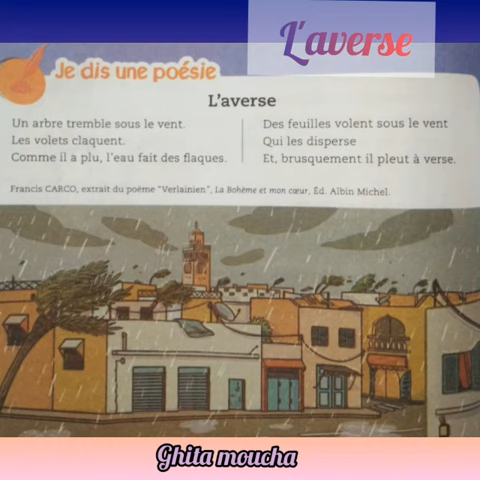 L'averse
Je dis une poésie
L'averse
Un arbre tremble sous le vent.
Les volets claquent.
Comme il a plu, l'eau fait des flaques.
Des feuilles volent sous le vent
Qui les disperse
Et, brusquement il pleut à verse.
Francis CARCO, extrait du poème "Verlainien", La Bohème et mon cœur, Éd. Albin Michel.
Ghita moucha